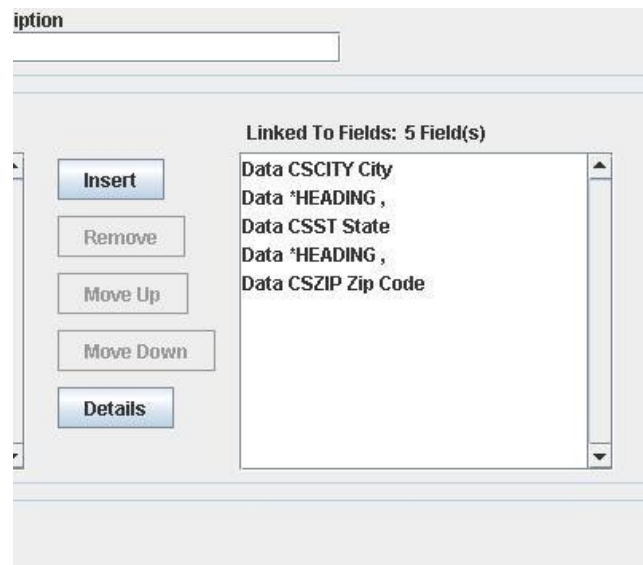 iption
Linked To Fields: 5 Field(s)
Insert
Remove
Move Up
Move Down
Details
Data CSCITY City
Data *HEADING ,
Data CSST State
Data *HEADING ,
Data CSZIP Zip Code